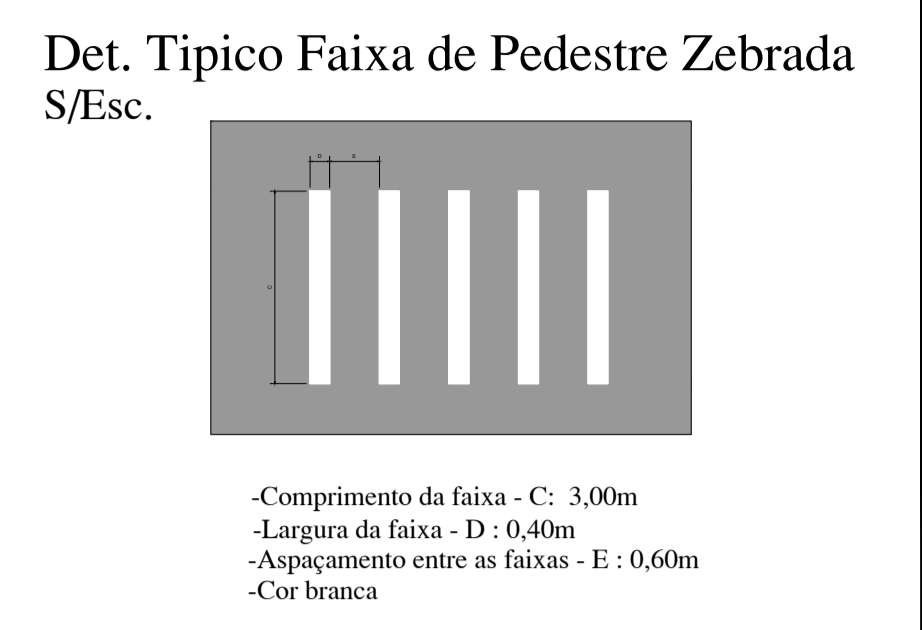 Det. Tipico Faixa de Pedestre Zebrada
S/Esc.
D E
C
-Comprimento da faixa - C: 3,00m
-Largura da faixa - D : 0,40m
-Aspaçamento entre as faixas - E : 0,60m
-Cor branca